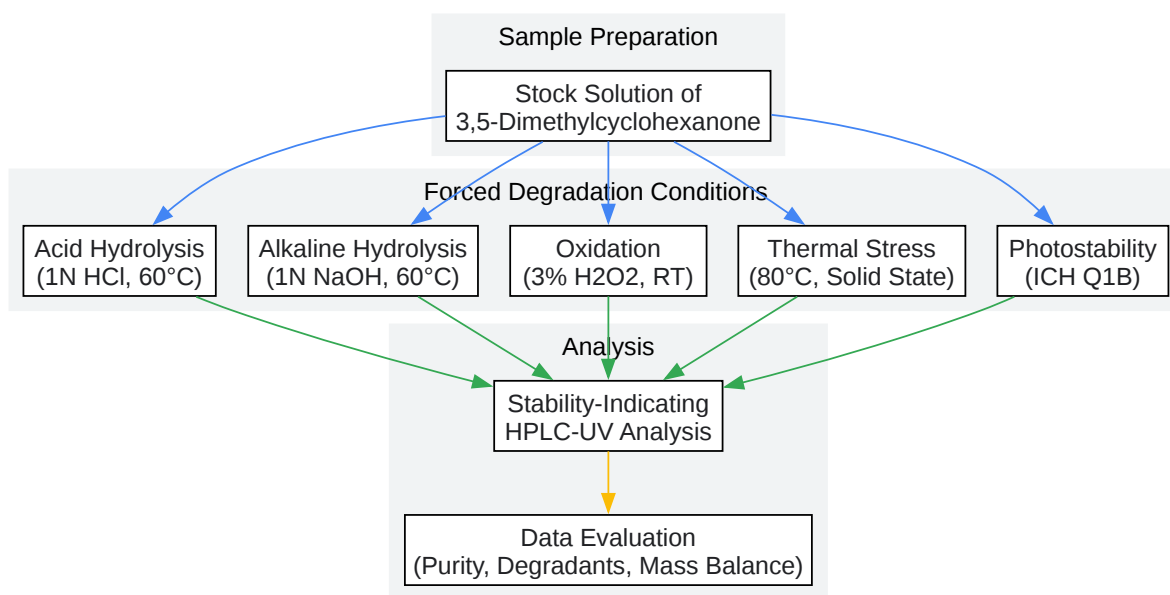 Sample Preparation
Stock Solution of
3,5-Dimethylcyclohexanone
Forced Degradation Conditions
Acid Hydrolysis
(1N HCl, 60°C)
Alkaline Hydrolysis
(1N NaOH, 60°C)
Oxidation
(3% H2O2, RT)
Thermal Stress
(80°C, Solid State)
Photostability
(ICH Q1B)
Analysis
Stability-Indicating
HPLC-UV Analysis
Data Evaluation
(Purity, Degradants, Mass Balance)